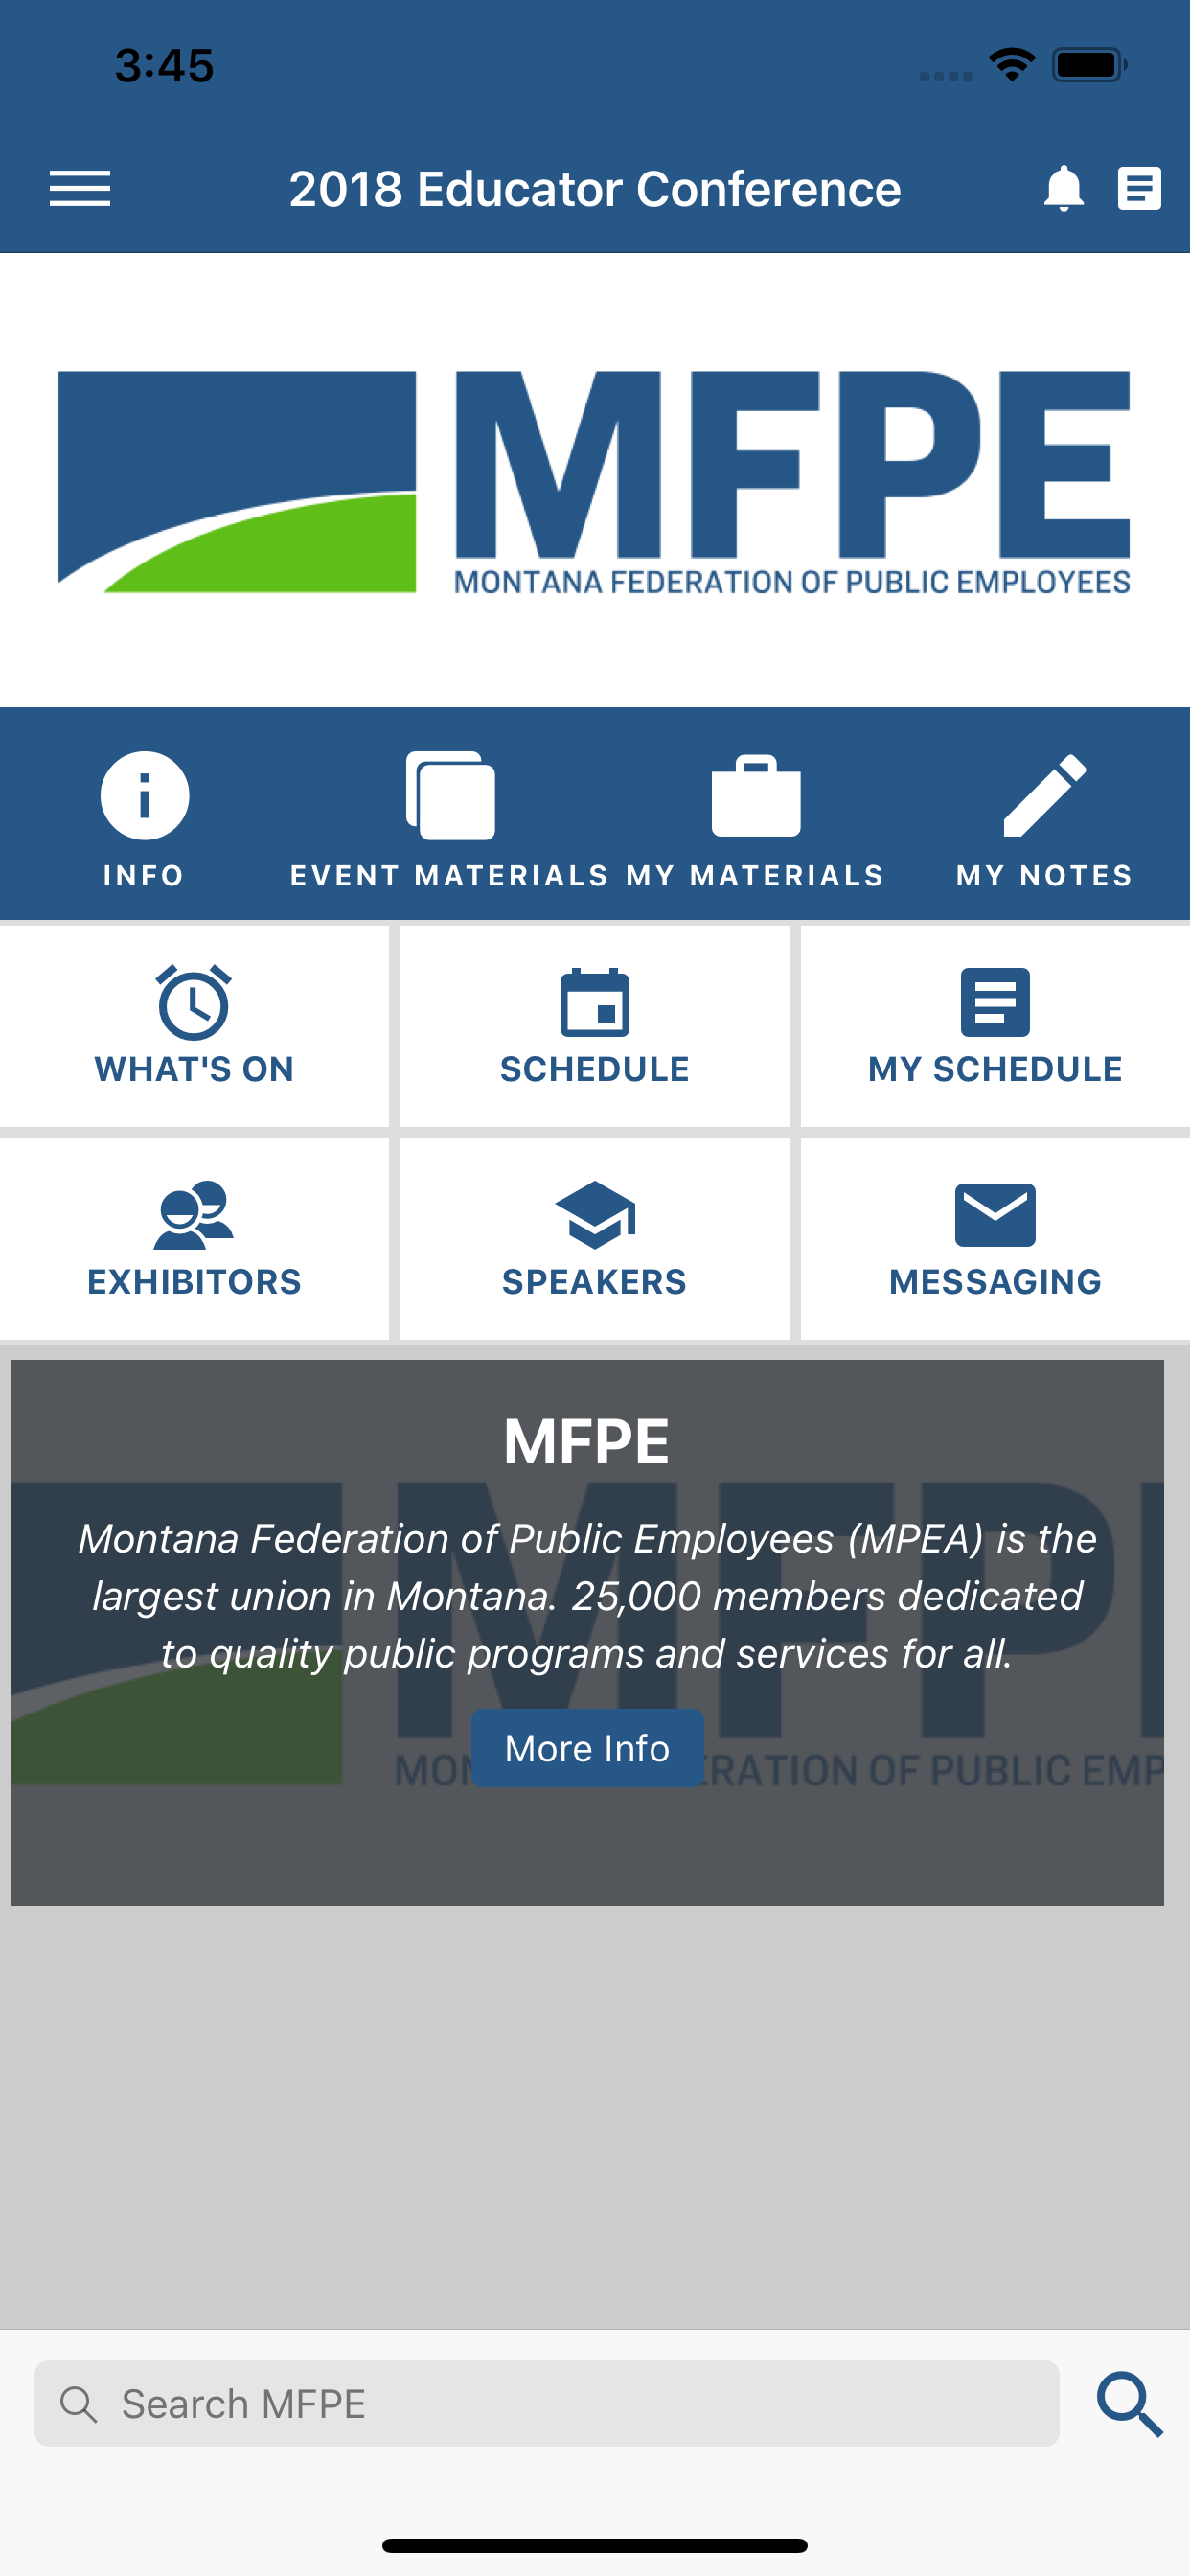 3:45
2018 Educator Conference
MFPE
MONTANA FEDERATION OF PUBLIC EMPLOYEES
INFO
EVENT MATERIALS
MY MATERIALS
MY NOTES
WHAT'S ON
SCHEDULE
MY SCHEDULE
EXHIBITORS
SPEAKERS
MESSAGING
MFPE
Montana Federation of Public Employees (MPEA) is the
largest union in Montana. 25,000 members dedicated
to quality public programs and services for all.
More Info
Search MFPE